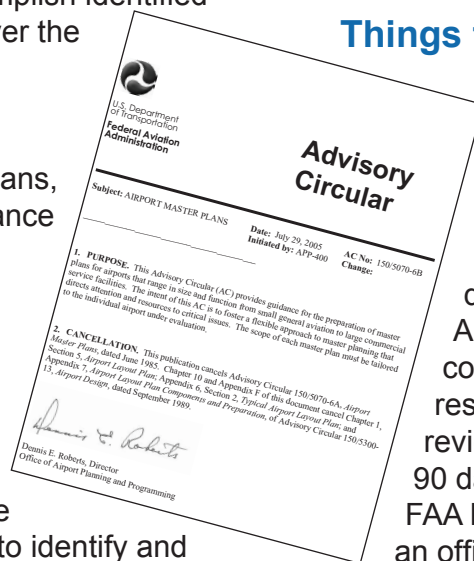 nplish identified
ver the
Things
ans,
ance
e
to identify and
U.S. Department
of Transportation
Federal Aviation
Administration
Advisory
Circular
Subject: AIRPORT MASTER PLANS
Date: July 29, 2005
Initiated by: APP-400
AC No: 150/5070-6B
Change:
1. PURPOSE. This Advisory Circular (AC) provides guidance for the preparation of master
plans for airports that range in size and function from small general aviation to large commercial
service facilities. The intent of this AC is to foster a flexible approach to master planning that
directs attention and resources to critical issues. The scope of each master plan must be tailored
to the individual airport under evaluation.
2. CANCELLATION. This publication cancels Advisory Circular 150/5070-6A, Airport
Master Plans, dated June 1985. Chapter 10 and Appendix F of this document cancel Chapter 1,
Section 5, Airport Layout Plan; Appendix 6, Section 2, Typical Airport Layout Plan; and
Appendix 7, Airport Layout Plan Components and Preparation, of Advisory Circular 150/5300-
13, Airport Design, dated September 1989.
Dennis E. Roberts
Dennis E. Roberts, Director
Office of Airport Planning and Programming
A
co
res
revi
90 da
FAA
an offi